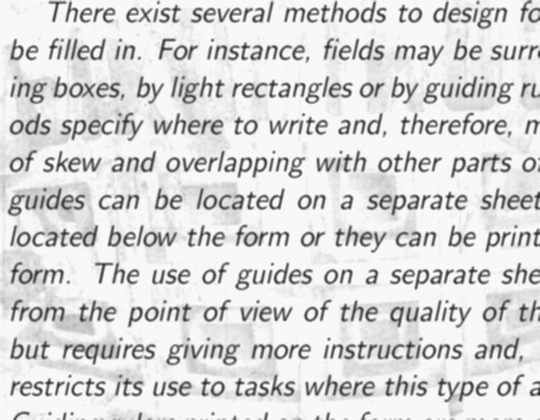 There exist several methods to design fo
be filled in. For instance, fields may be surr
ing boxes, by light rectangles or by guiding ru
ods specify where to write and, therefore, m
of skew and overlapping with other parts of
guides can be located on a separate sheet
located below the form or they can be print
form. The use of guides on a separate she
from the point of view of the quality of th
but requires giving more instructions and,
restricts its use to tasks where this type of a